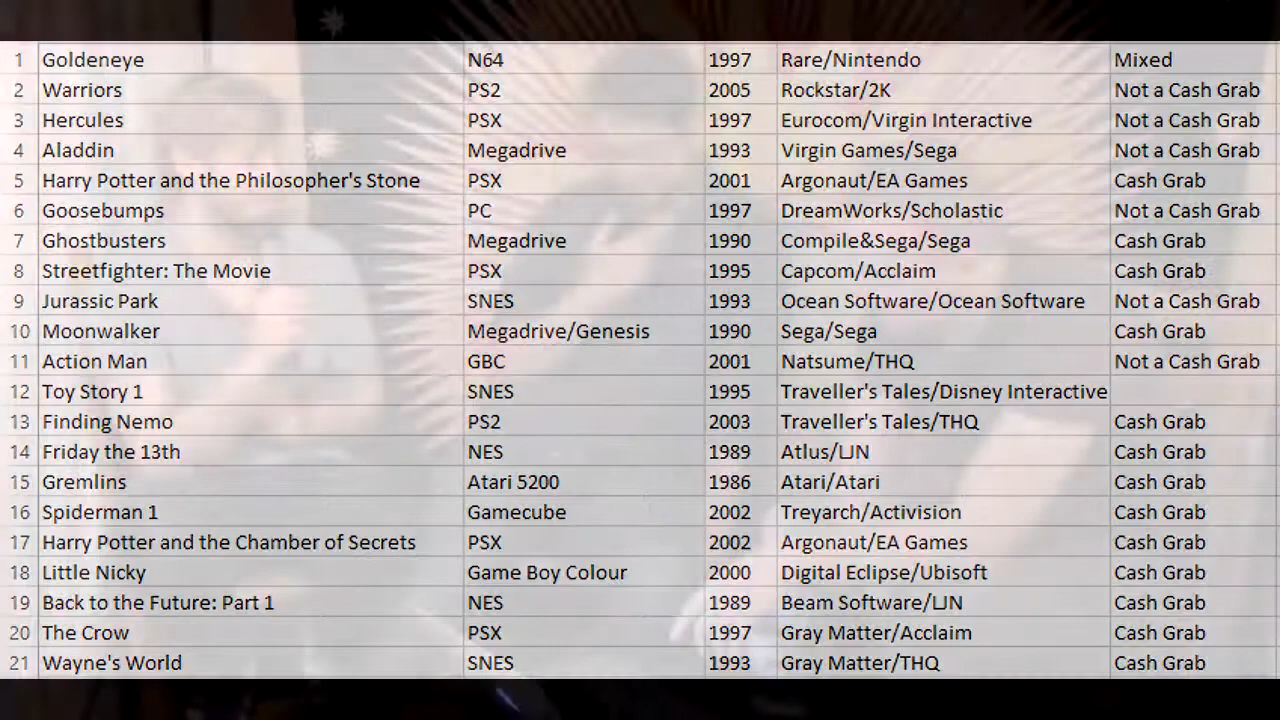 1 Goldeneye N64 1997 Rare/Nintendo Mixed
2 Warriors PS2 2005 Rockstar/2K Not a Cash Grab
3 Hercules PSX 1997 Eurocom/Virgin Interactive Not a Cash Grab
4 Aladdin Megadrive 1993 Virgin Games/Sega Not a Cash Grab
5 Harry Potter and the Philosopher's Stone PSX 2001 Argonaut/EA Games Cash Grab
6 Goosebumps PC 1997 DreamWorks/Scholastic Not a Cash Grab
7 Ghostbusters Megadrive 1990 Compile&Sega/Sega Cash Grab
8 Streetfighter: The Movie PSX 1995 Capcom/Acclaim Cash Grab
9 Jurassic Park SNES 1993 Ocean Software/Ocean Software Not a Cash Grab
10 Moonwalker Megadrive/Genesis 1990 Sega/Sega Cash Grab
11 Action Man GBC 2001 Natsume/THQ Not a Cash Grab
12 Toy Story 1 SNES 1995 Traveller's Tales/Disney Interactive
13 Finding Nemo PS2 2003 Traveller's Tales/THQ Cash Grab
14 Friday the 13th NES 1989 Atlus/LJN Cash Grab
15 Gremlins Atari 5200 1986 Atari/Atari Cash Grab
16 Spiderman 1 Gamecube 2002 Treyarch/Activision Cash Grab
17 Harry Potter and the Chamber of Secrets PSX 2002 Argonaut/EA Games Cash Grab
18 Little Nicky Game Boy Colour 2000 Digital Eclipse/Ubisoft Cash Grab
19 Back to the Future: Part 1 NES 1989 Beam Software/LJN Cash Grab
20 The Crow PSX 1997 Gray Matter/Acclaim Cash Grab
21 Wayne's World SNES 1993 Gray Matter/THQ Cash Grab